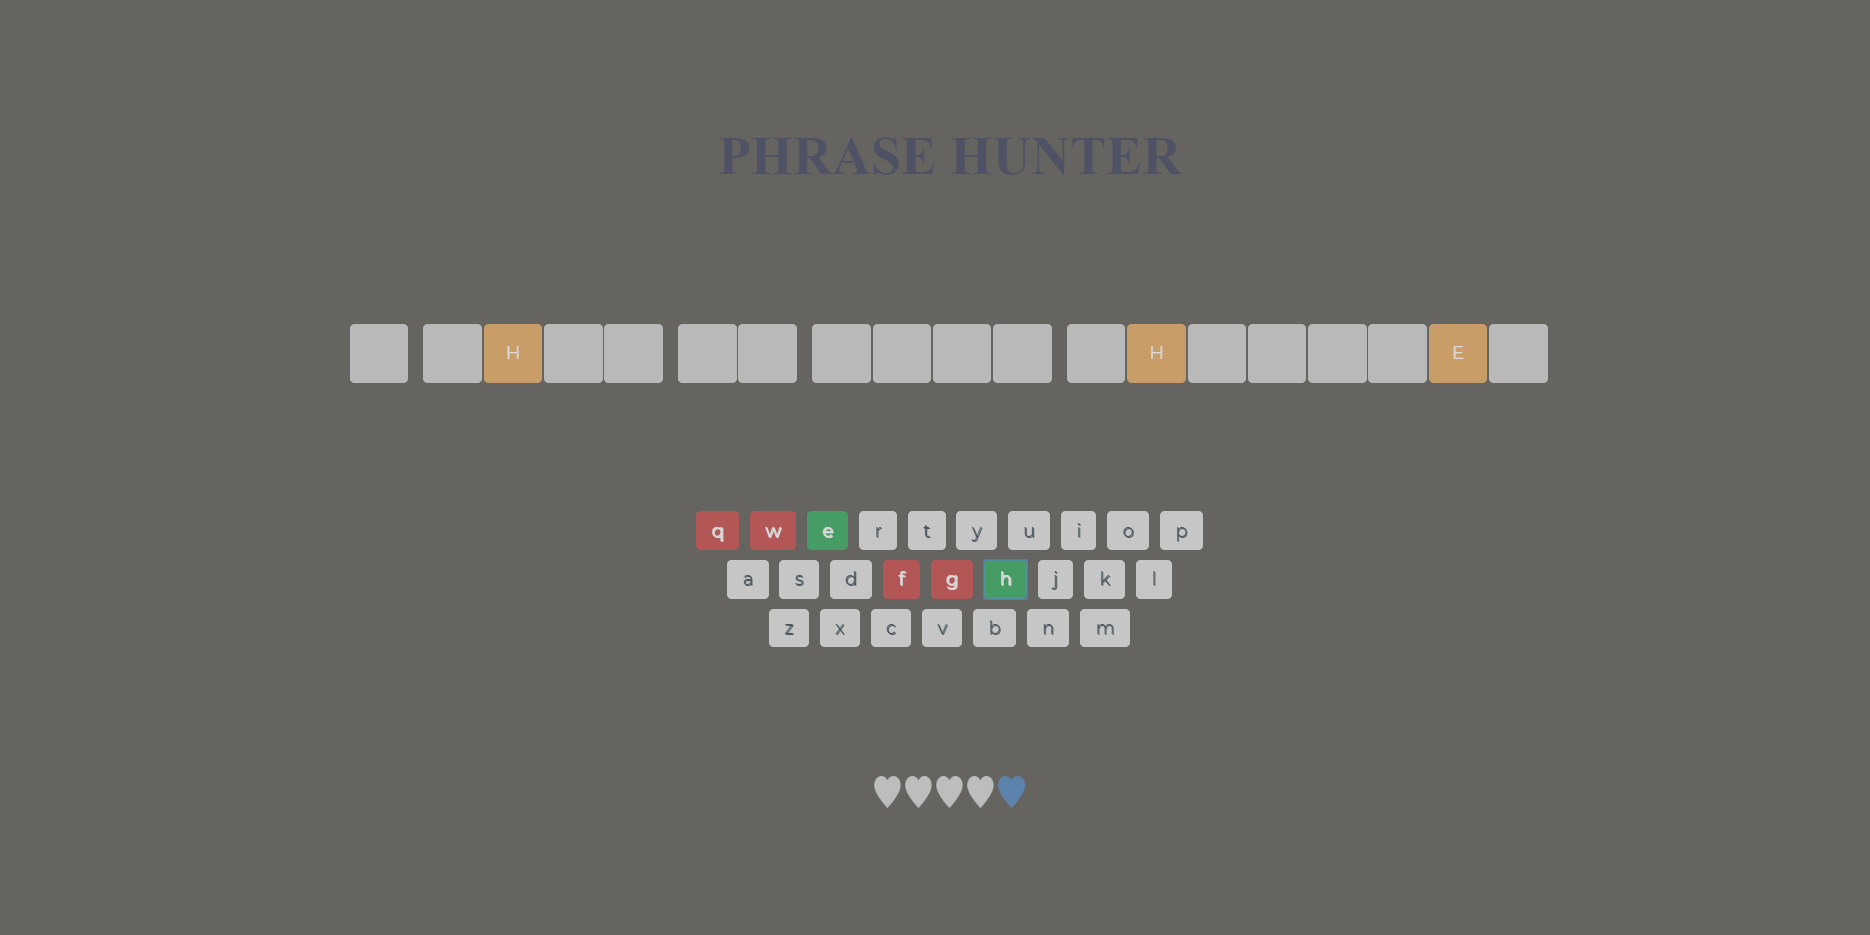 PHRASE HUNTER
H H E
q w e r t y u i o p
a s d f g h j k l
z x c v b n m